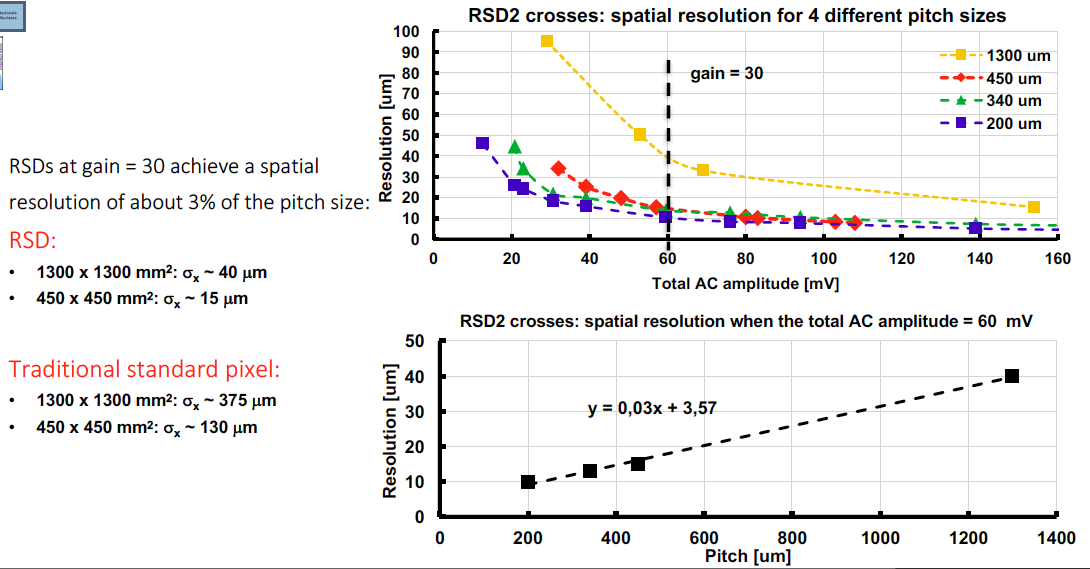 RSDs at gain = 30 achieve a spatial
resolution of about 3% of the pitch size:
RSD:
• 1300 x 1300 mm²: σx ~ 40 μm
• 450 x 450 mm²: σx ~ 15 μm
Traditional standard pixel:
• 1300 x 1300 mm²: σx ~ 375 μm
• 450 x 450 mm²: σx ~ 130 μm
RSD2 crosses: spatial resolution for 4 different pitch sizes
Resolution [um]
100
90
80
70
60
50
40
30
20
10
0
gain = 30
1300 um
450 um
340 um
200 um
0 20 40 60 80 100 120 140 160
Total AC amplitude [mV]
RSD2 crosses: spatial resolution when the total AC amplitude = 60 mV
Resolution [um]
50
40
30
20
10
0
y = 0,03x + 3,57
0 200 400 600 800 1000 1200 1400
Pitch [um]